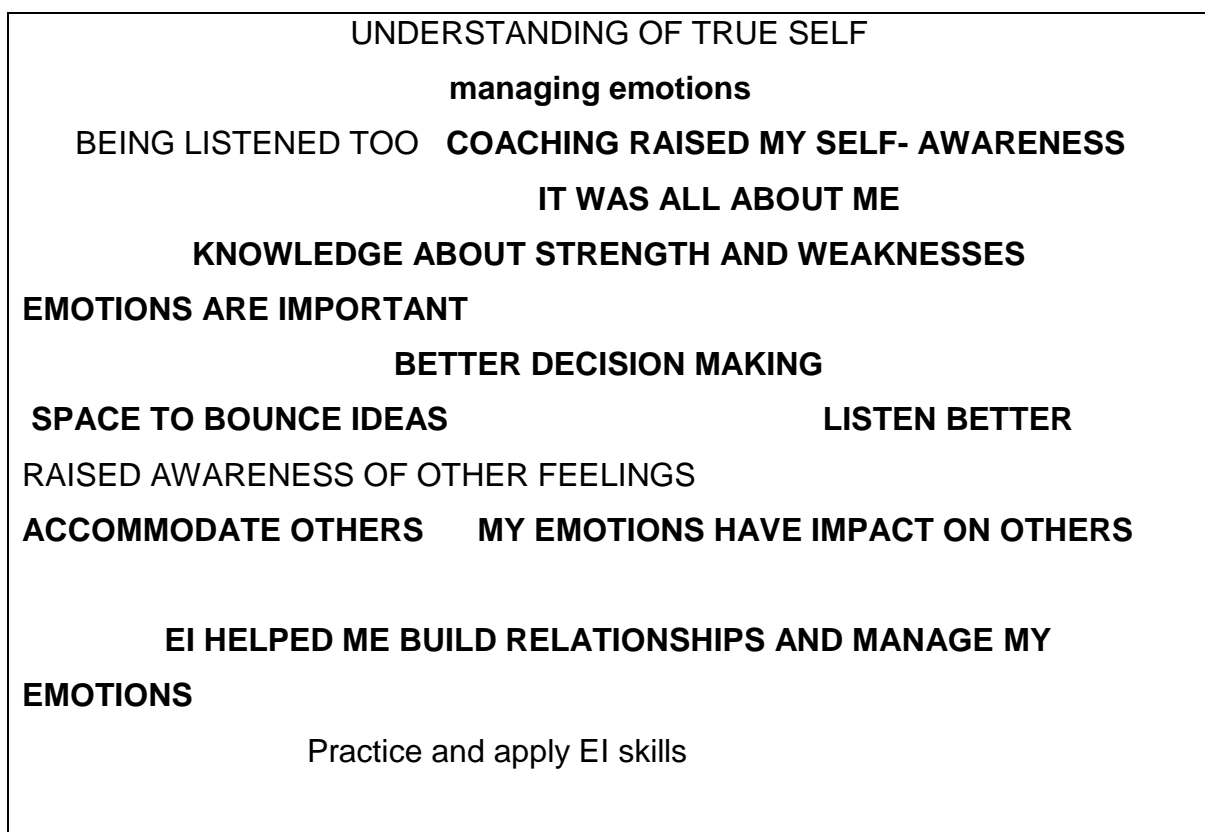 UNDERSTANDING OF TRUE SELF
managing emotions
BEING LISTENED TOO COACHING RAISED MY SELF- AWARENESS
IT WAS ALL ABOUT ME
KNOWLEDGE ABOUT STRENGTH AND WEAKNESSES
EMOTIONS ARE IMPORTANT
BETTER DECISION MAKING
SPACE TO BOUNCE IDEAS LISTEN BETTER
RAISED AWARENESS OF OTHER FEELINGS
ACCOMMODATE OTHERS MY EMOTIONS HAVE IMPACT ON OTHERS
EI HELPED ME BUILD RELATIONSHIPS AND MANAGE MY
EMOTIONS
Practice and apply EI skills